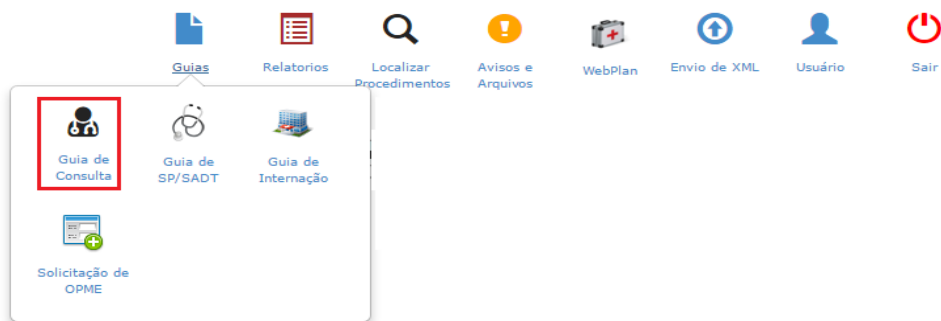 Guias
Relatorios
Localizar
Procedimentos
Avisos e
Arquivos
WebPlan
Envio de XML
Usuário
Sair
Guia de
Consulta
Guia de
SP/SADT
Guia de
Internação
Solicitação de
OPME